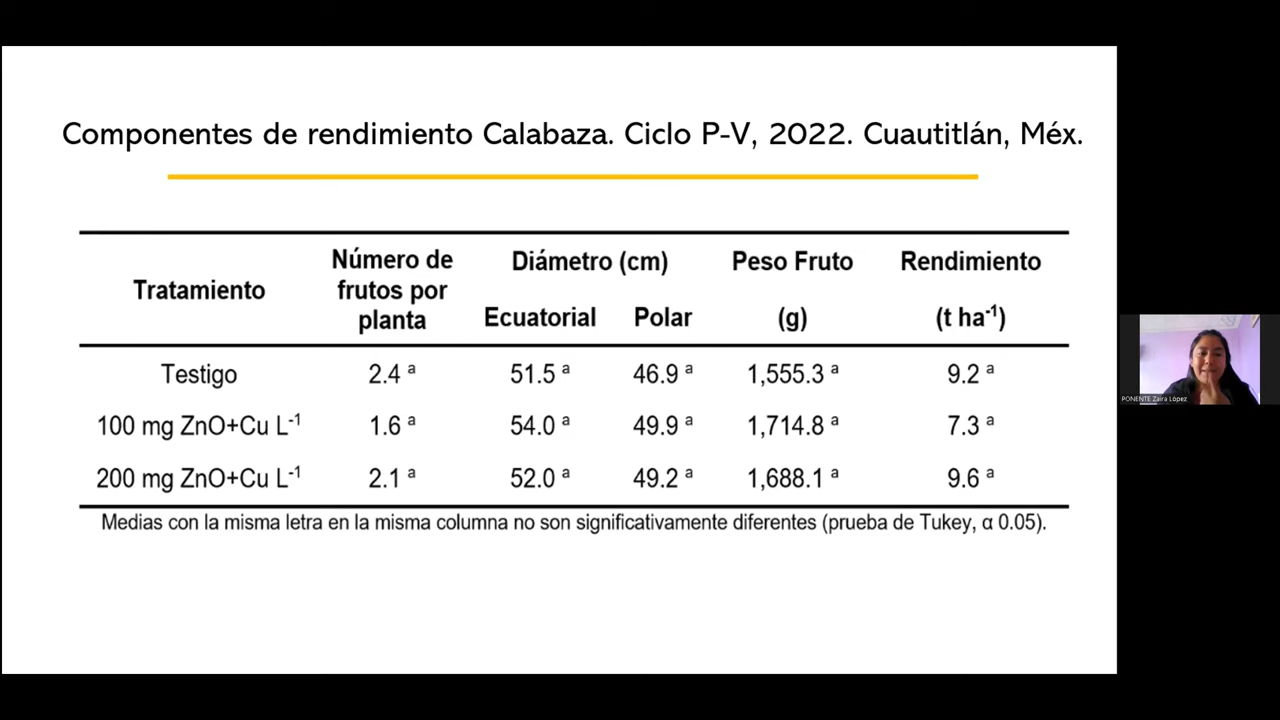 Componentes de rendimiento Calabaza. Ciclo P-V, 2022. Cuautitlán, Méx.
Tratamiento Número de frutos por planta Diámetro (cm) Peso Fruto (g) Rendimiento (t ha⁻¹)
Ecuatorial Polar
Testigo 2.4 ᵃ 51.5 ᵃ 46.9 ᵃ 1,555.3 ᵃ 9.2 ᵃ
100 mg ZnO+Cu L⁻¹ 1.6 ᵃ 54.0 ᵃ 49.9 ᵃ 1,714.8 ᵃ 7.3 ᵃ
200 mg ZnO+Cu L⁻¹ 2.1 ᵃ 52.0 ᵃ 49.2 ᵃ 1,688.1 ᵃ 9.6 ᵃ
Medias con la misma letra en la misma columna no son significativamente diferentes (prueba de Tukey, α 0.05).
PONENTE Zaira López